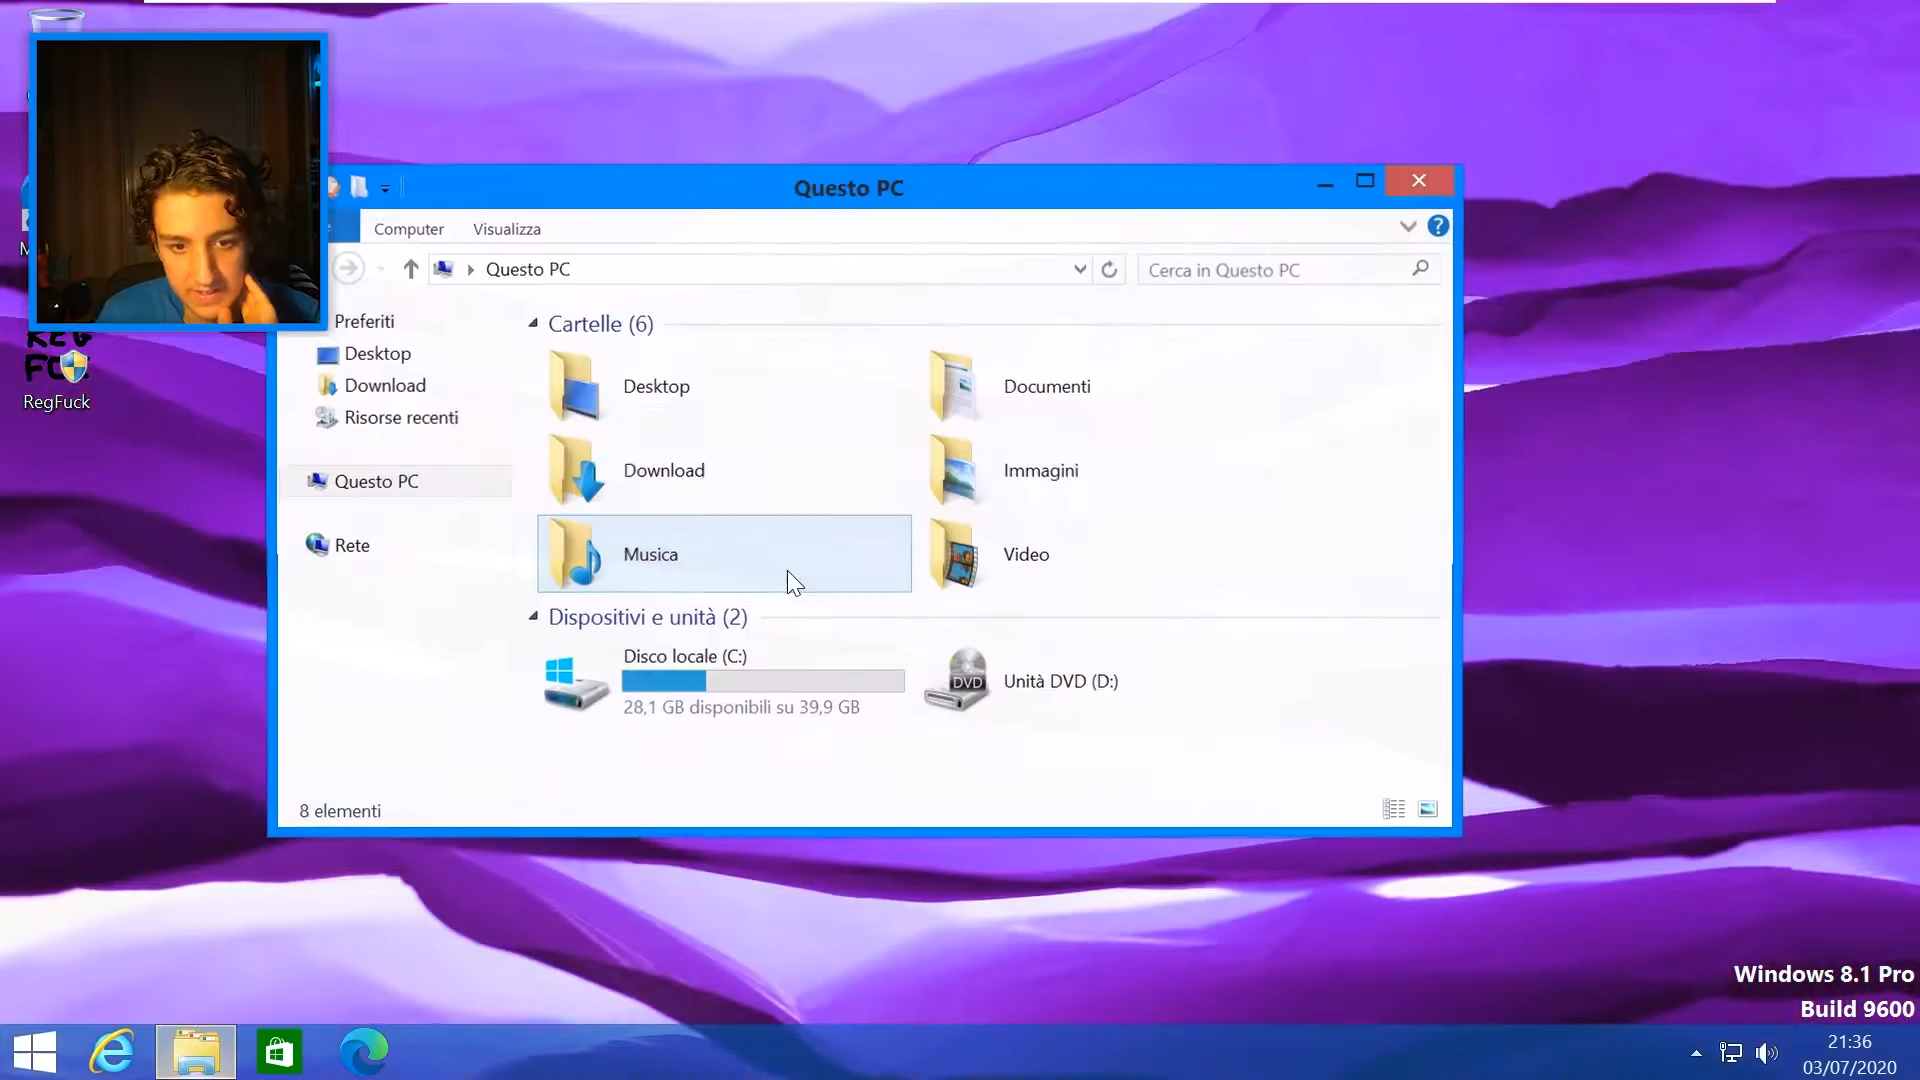 Questo PC
Computer
Visualizza
Questo PC
Cerca in Questo PC
Preferiti
Desktop
Download
Risorse recenti
Questo PC
Rete
Cartelle (6)
Desktop
Documenti
Download
Immagini
Musica
Video
Dispositivi e unità (2)
Disco locale (C:)
28,1 GB disponibili su 39,9 GB
DVD
Unità DVD (D:)
8 elementi
RegFuck
Windows 8.1 Pro
Build 9600
21:36
03/07/2020